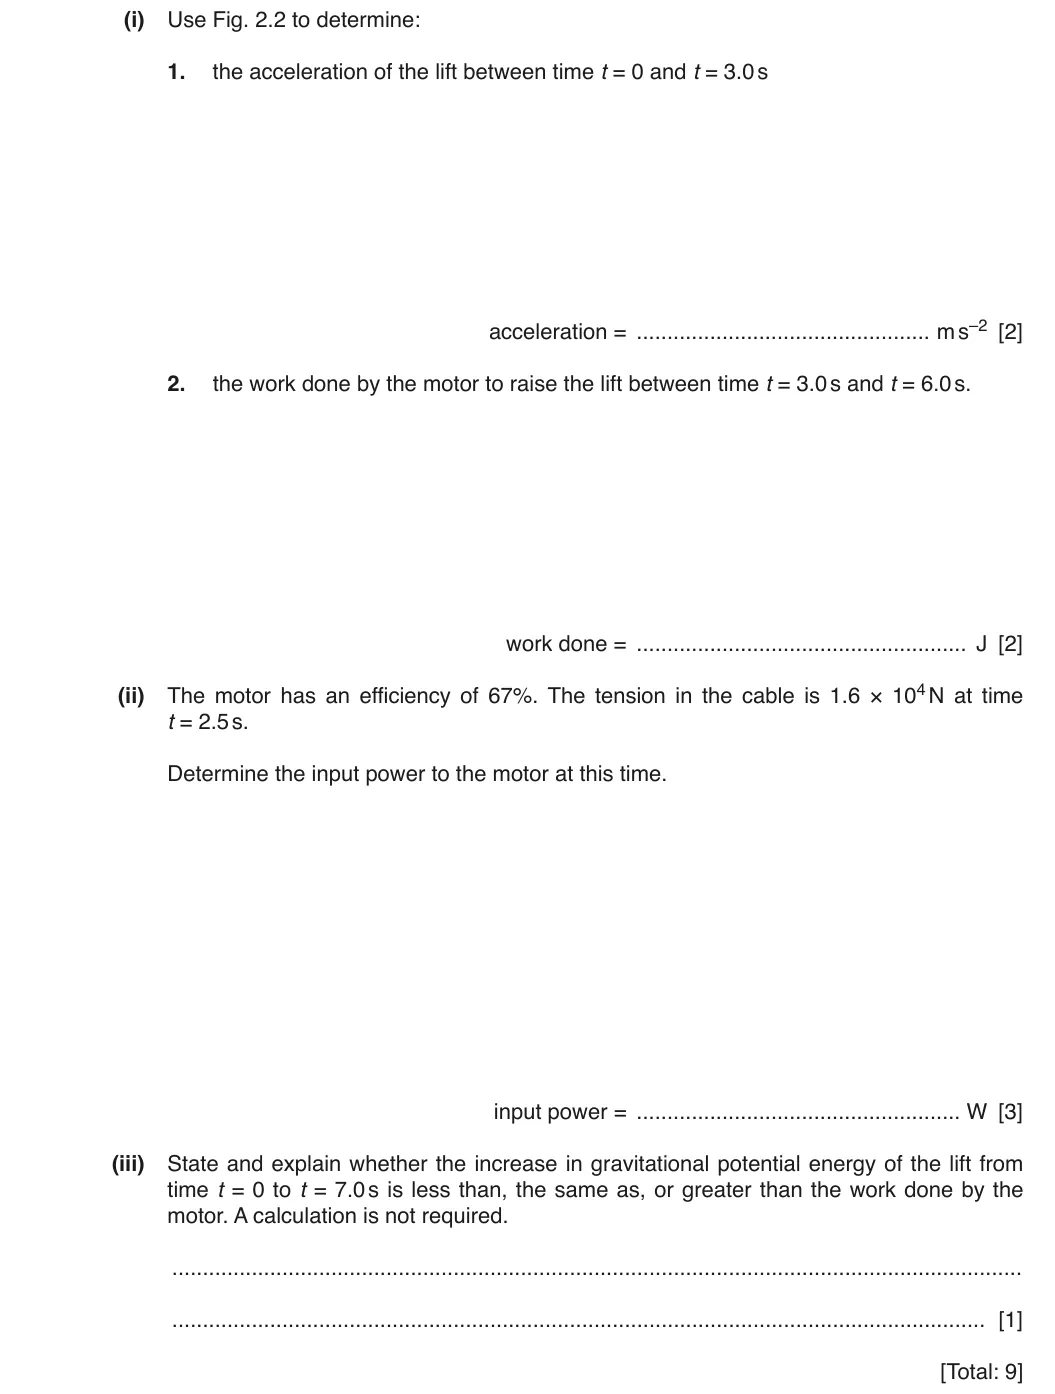 (i) Use Fig. 2.2 to determine:
1. the acceleration of the lift between time t = 0 and t = 3.0 s
acceleration = ................................................ m s⁻² [2]
2. the work done by the motor to raise the lift between time t = 3.0 s and t = 6.0 s.
work done = ...................................................... J [2]
(ii) The motor has an efficiency of 67%. The tension in the cable is 1.6 × 10⁴ N at time
t = 2.5 s.
Determine the input power to the motor at this time.
input power = ..................................................... W [3]
(iii) State and explain whether the increase in gravitational potential energy of the lift from
time t = 0 to t = 7.0 s is less than, the same as, or greater than the work done by the
motor. A calculation is not required.
...........................................................................................................................................
..................................................................................................................................... [1]
[Total: 9]